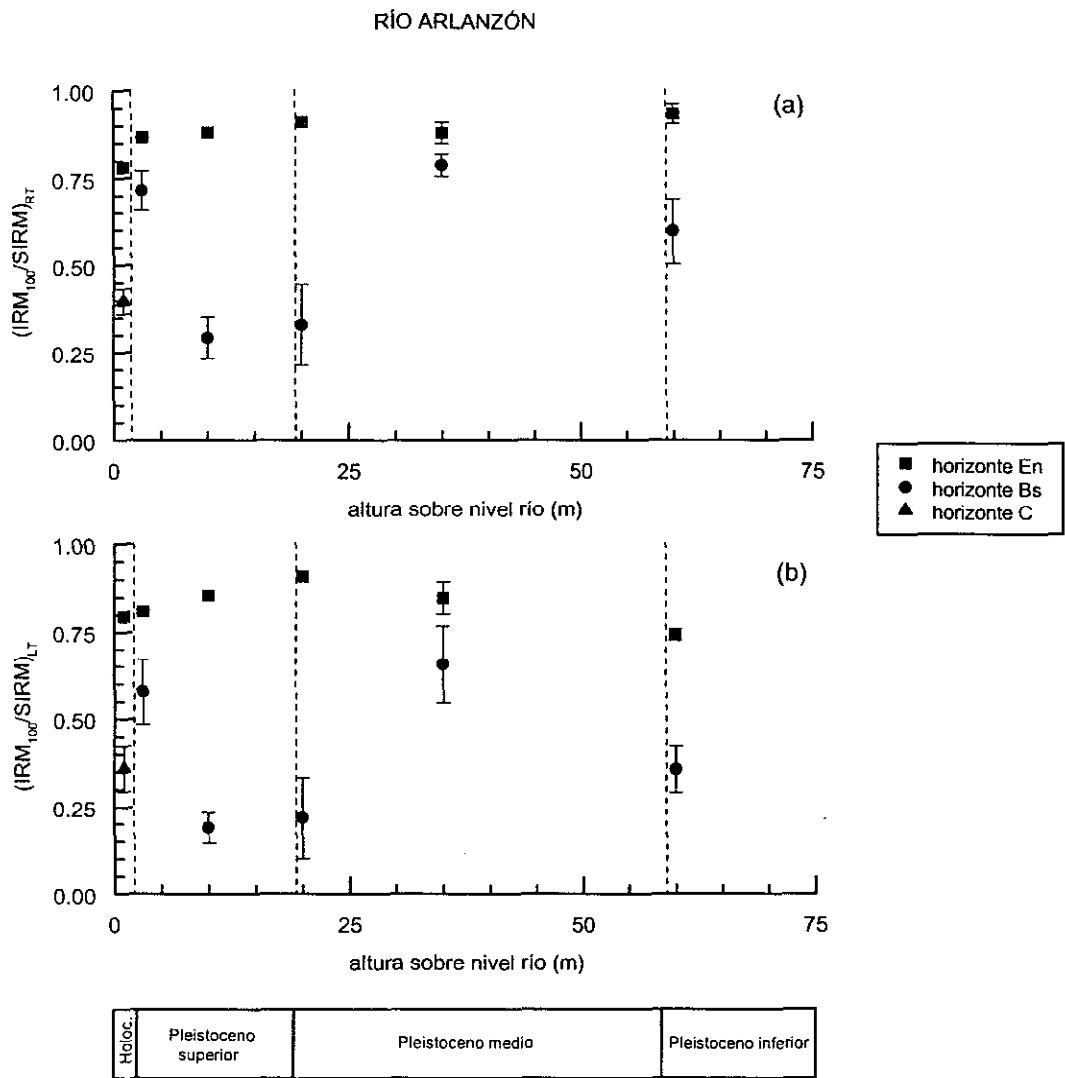 RÍO ARLANZÓN
(a)
1.00
0.75
0.50
0.25
0.00
(IRM100/SIRM)RT
0 25 50 75
altura sobre nivel río (m)
horizonte En
horizonte Bs
horizonte C
(b)
1.00
0.75
0.50
0.25
0.00
(IRM100/SIRM)LT
0 25 50 75
altura sobre nivel río (m)
Holoc.
Pleistoceno
superior
Pleistoceno medio
Pleistoceno inferior